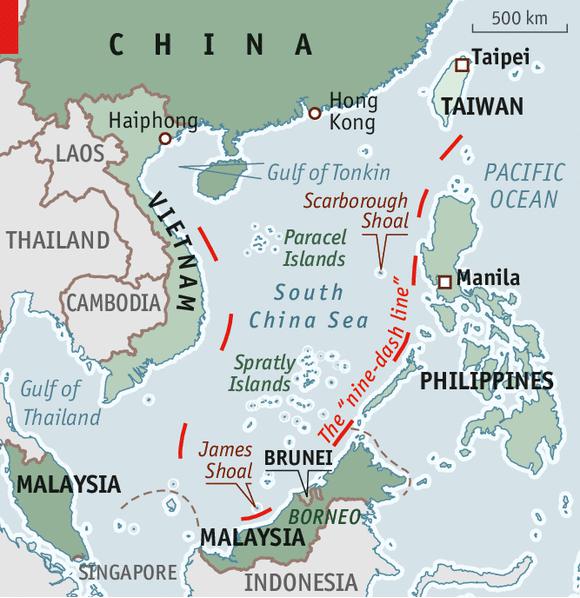 500 km
CHINA
Taipei
TAIWAN
Hong
Kong
Haiphong
LAOS
Gulf of Tonkin
PACIFIC
OCEAN
Scarborough
Shoal
VIETNAM
THAILAND
Paracel
Islands
Manila
CAMBODIA
South
China Sea
The “nine-dash line”
Spratly
Islands
PHILIPPINES
Gulf of
Thailand
James
Shoal
BRUNEI
MALAYSIA
BORNEO
MALAYSIA
SINGAPORE
INDONESIA